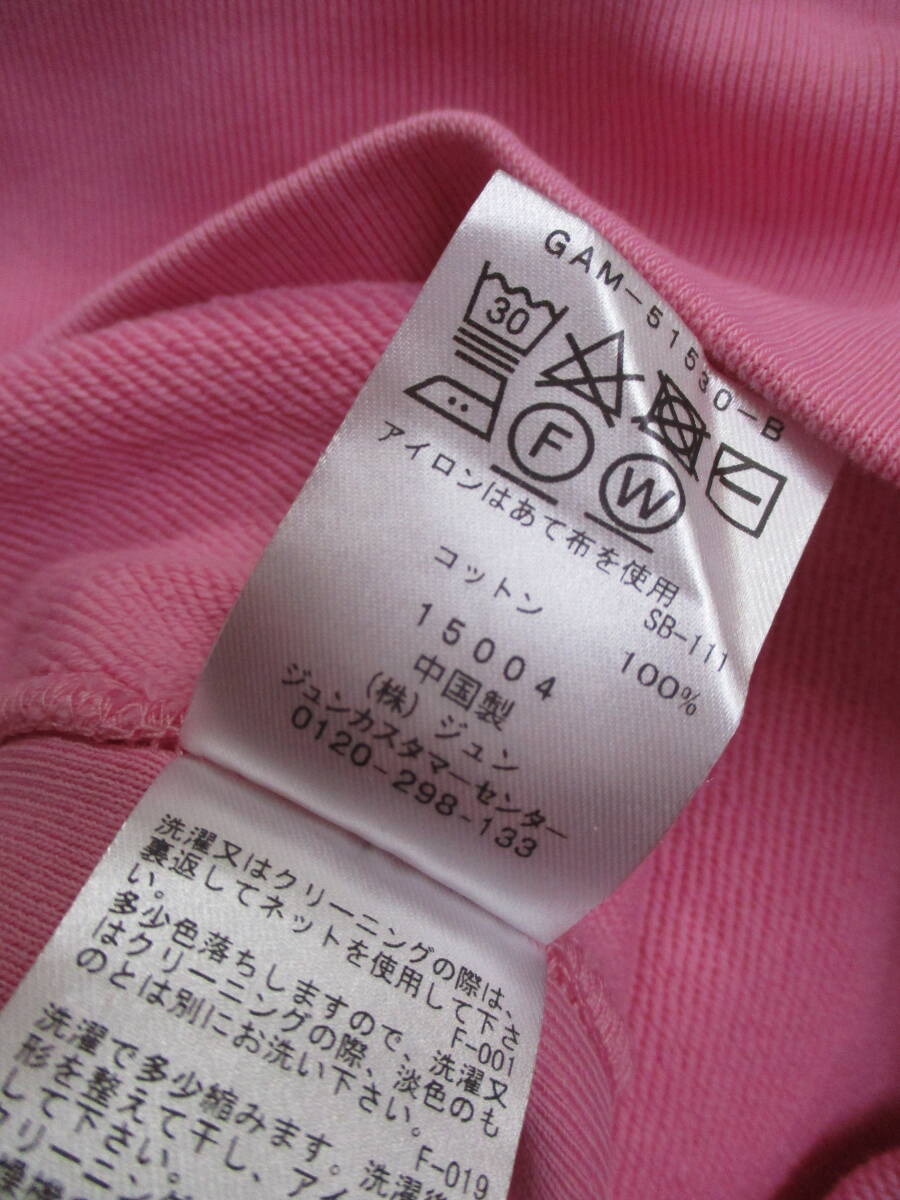 GAM-51530-B
30
F W
アイロンはあて布を使用
SB-111
コットン 100%
15004
中国製
(株) ジュン
ジュンカスタマーセンター
0120-298-133
洗濯又はクリーニングの際は、
裏返してネットを使用して下さ
い。
F-001
多少色落ちしますので、洗濯又
はクリーニングの際、淡色のも
のとは別にお洗い下さい。
F-019
洗濯で多少縮みます。洗濯後
形を整えて干し、アイ
して下さい。
クリーニング